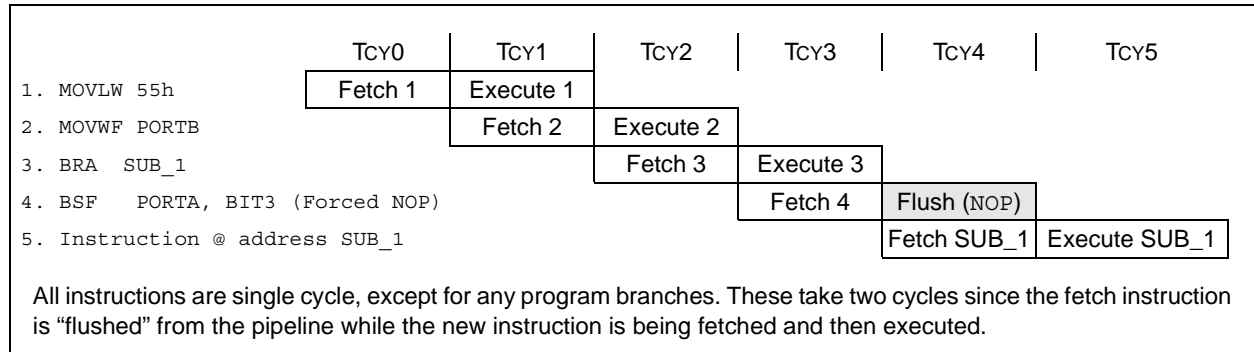 TCY0 TCY1 TCY2 TCY3 TCY4 TCY5
1. MOVLW 55h Fetch 1 Execute 1
2. MOVWF PORTB Fetch 2 Execute 2
3. BRA SUB_1 Fetch 3 Execute 3
4. BSF PORTA, BIT3 (Forced NOP) Fetch 4 Flush (NOP)
5. Instruction @ address SUB_1 Fetch SUB_1 Execute SUB_1
All instructions are single cycle, except for any program branches. These take two cycles since the fetch instruction
is “flushed” from the pipeline while the new instruction is being fetched and then executed.